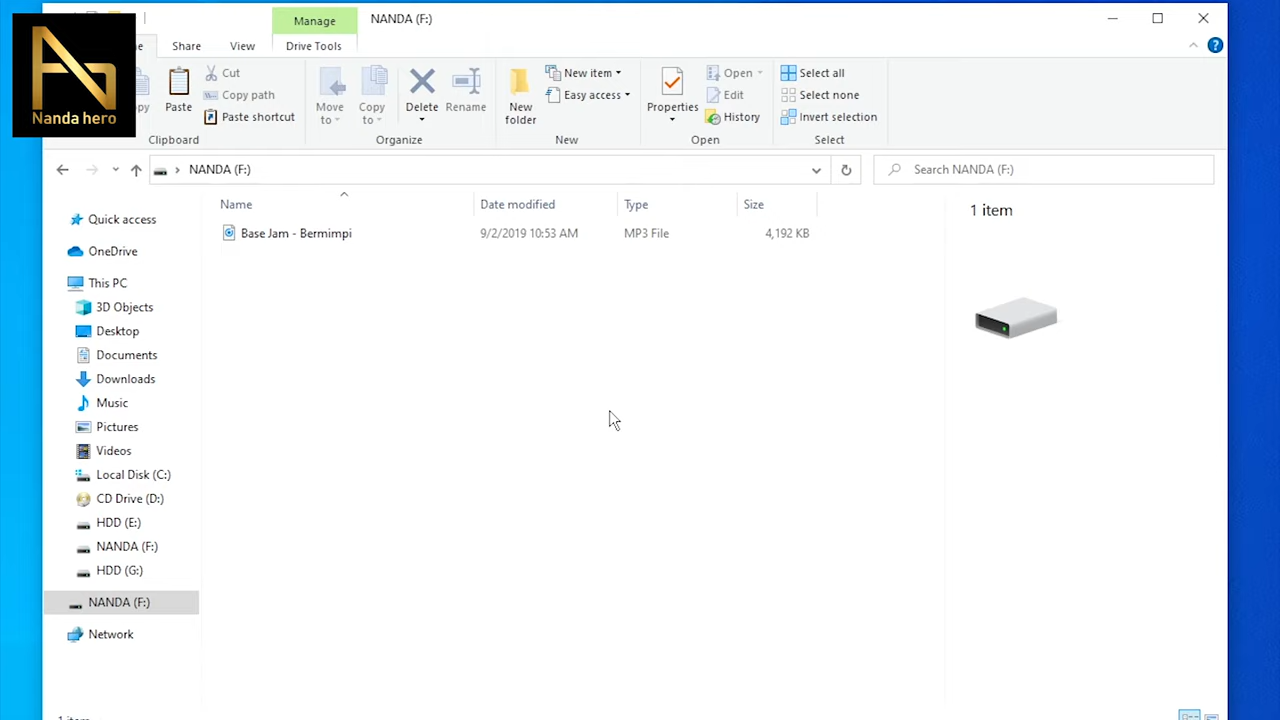 Manage
NANDA (F:)
Share
View
Drive Tools
Nanda hero
Paste
Cut
Copy path
Paste shortcut
Clipboard
Move to
Copy to
Delete
Rename
Organize
New folder
New item
Easy access
New
Properties
Open
Edit
History
Open
Select all
Select none
Invert selection
Select
NANDA (F:)
Search NANDA (F:)
Name
Date modified
Type
Size
Base Jam - Bermimpi
9/2/2019 10:53 AM
MP3 File
4,192 KB
1 item
Quick access
OneDrive
This PC
3D Objects
Desktop
Documents
Downloads
Music
Pictures
Videos
Local Disk (C:)
CD Drive (D:)
HDD (E:)
NANDA (F:)
HDD (G:)
NANDA (F:)
Network